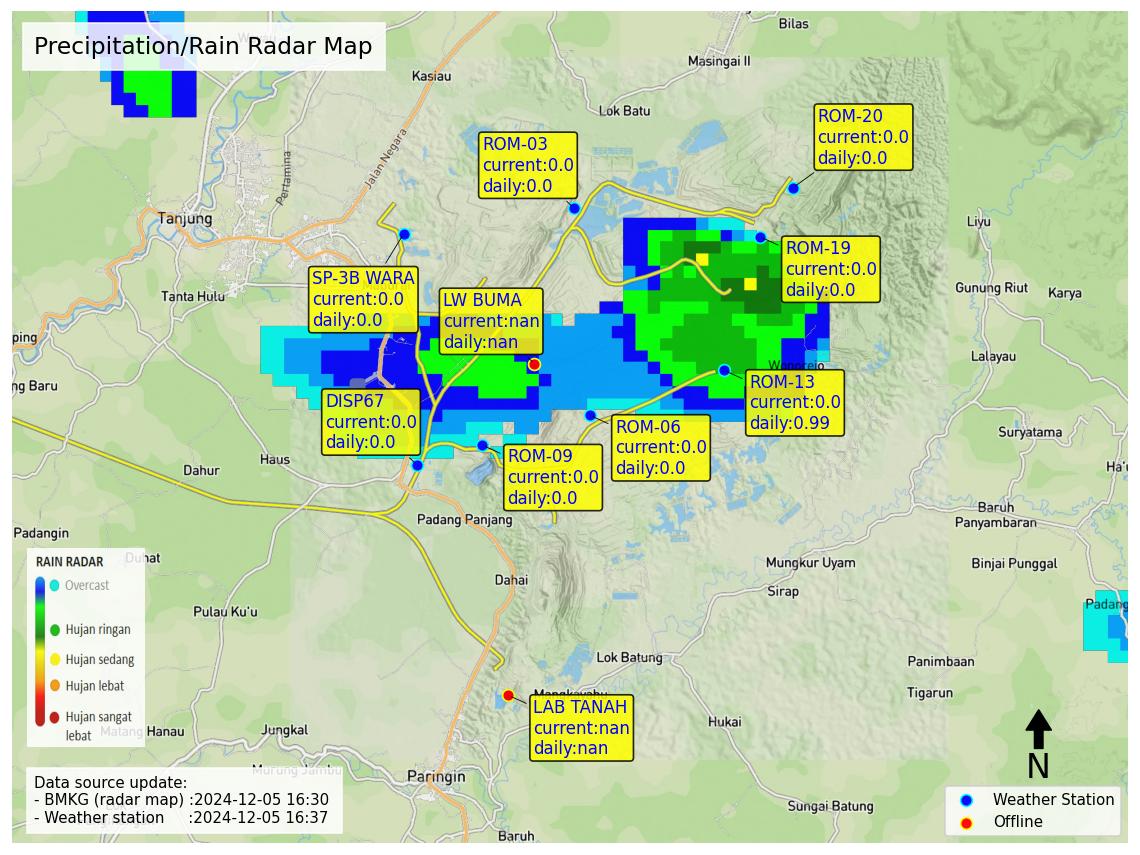 Precipitation/Rain Radar Map
Bilas
Masingai II
Kasiau
Lok Batu
Jalan Negara
Pertamina
Tanjung
Tanta Hulu
ROM-03
current:0.0
daily:0.0
ROM-20
current:0.0
daily:0.0
ROM-19
current:0.0
daily:0.0
SP-3B WARA
current:0.0
daily:0.0
LW BUMA
current:nan
daily:nan
Liyu
Gunung Riut
Karya
Lalayau
ping
ng Baru
ROM-13
current:0.0
daily:0.99
DISP67
current:0.0
daily:0.0
ROM-06
current:0.0
daily:0.0
ROM-09
current:0.0
daily:0.0
Suryatama
Ha'u
Haus
Dahur
Padang Panjang
Baruh
Panyambaran
Padangin
Duhat
Binjai Punggal
Mungkur Uyam
Sirap
Dahai
Pulau Ku'u
Padang
RAIN RADAR
Overcast
Hujan ringan
Hujan sedang
Hujan lebat
Hujan sangat
lebat
Lok Batung
Panimbaan
Tigarun
LAB TANAH
current:nan
daily:nan
Hukai
Hanau
Jungkal
Paringin
Sungai Batung
Baruh
Data source update:
- BMKG (radar map) :2024-12-05 16:30
- Weather station :2024-12-05 16:37
N
Weather Station
Offline